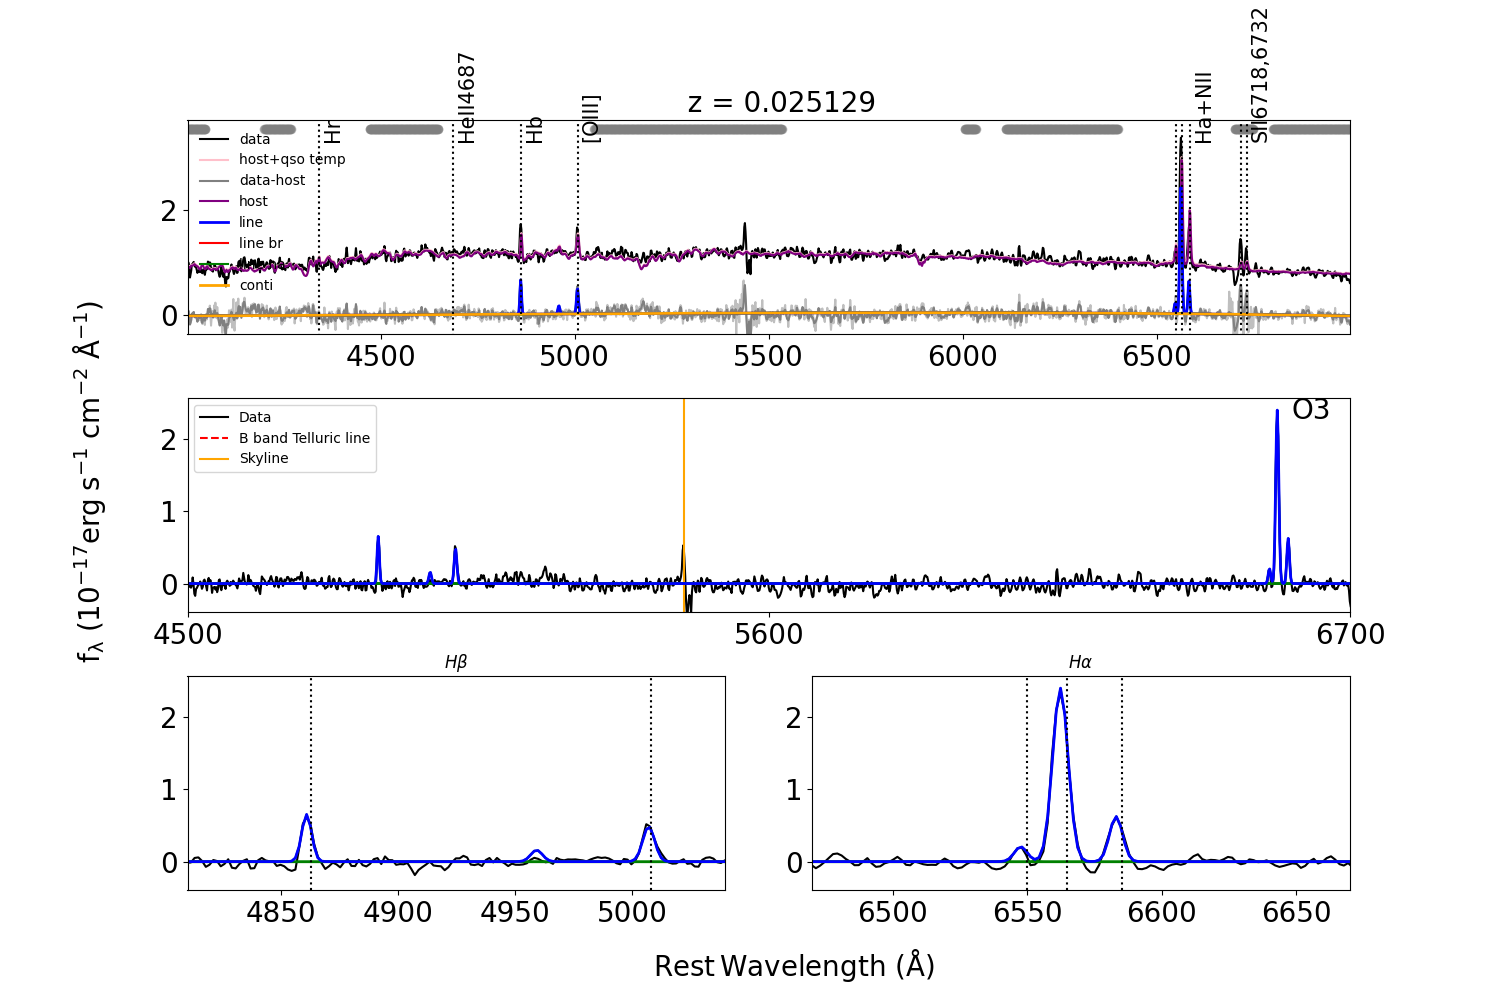 z = 0.025129
Hr
HeII4687
Hb
[OIII]
Ha+NII
SII6718,6732
data
host+qso temp
data-host
host
line
line br
conti
2
0
4500 5000 5500 6000 6500
fλ (10−17erg s−1 cm−2 Å−1)
Data
B band Telluric line
Skyline
O3
2
1
0
4500 5600 6700
Hβ
2
1
0
4850 4900 4950 5000
Hα
2
1
0
6500 6550 6600 6650
Rest Wavelength (Å)